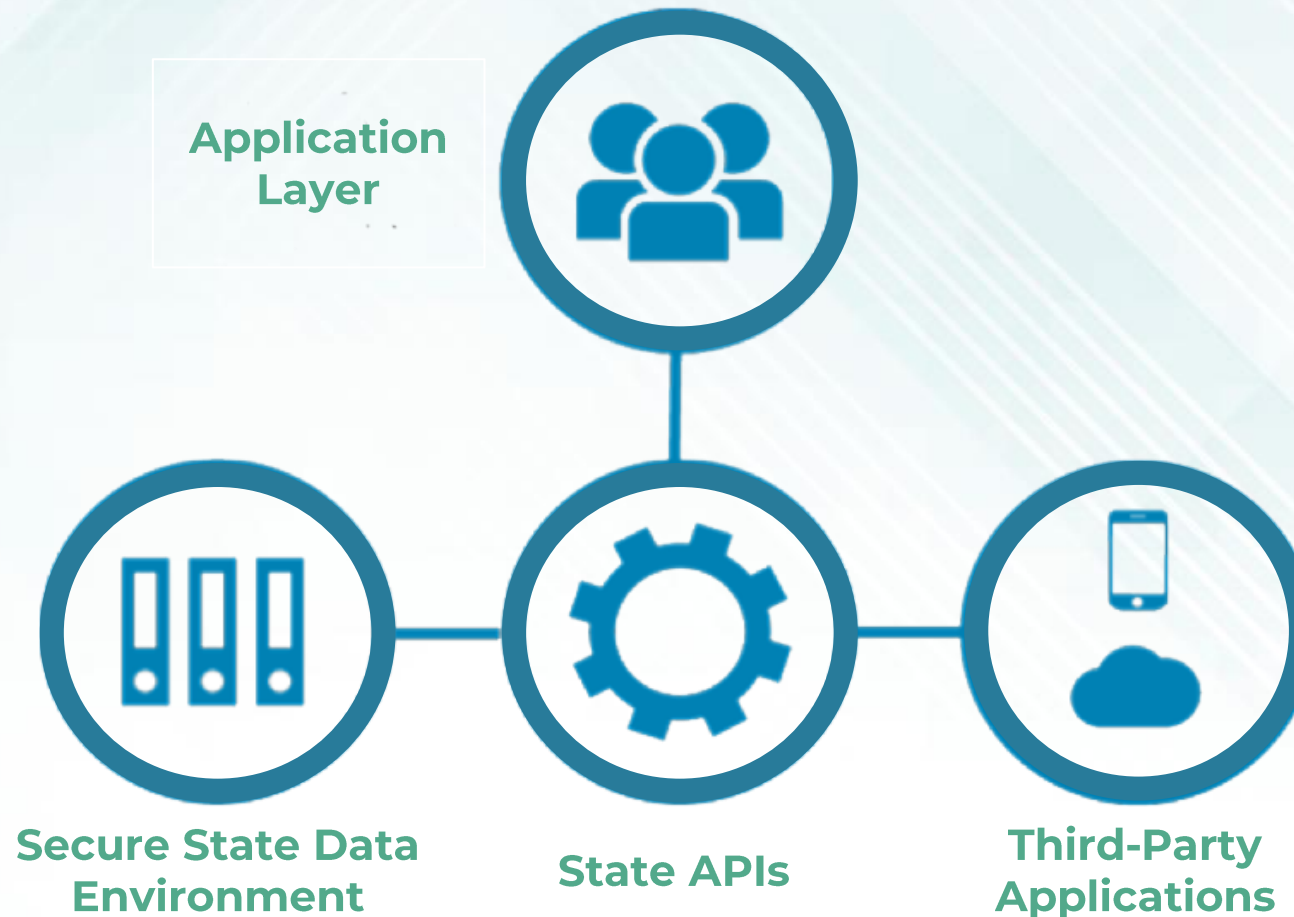 Application
Layer
Secure State Data
Environment
State APIs
Third-Party
Applications